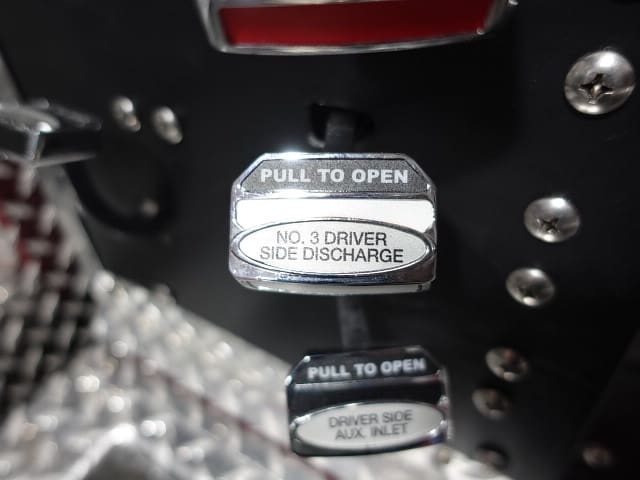 PULL TO OPEN
NO. 3 DRIVER
SIDE DISCHARGE
PULL TO OPEN
DRIVER SIDE
AUX. INLET